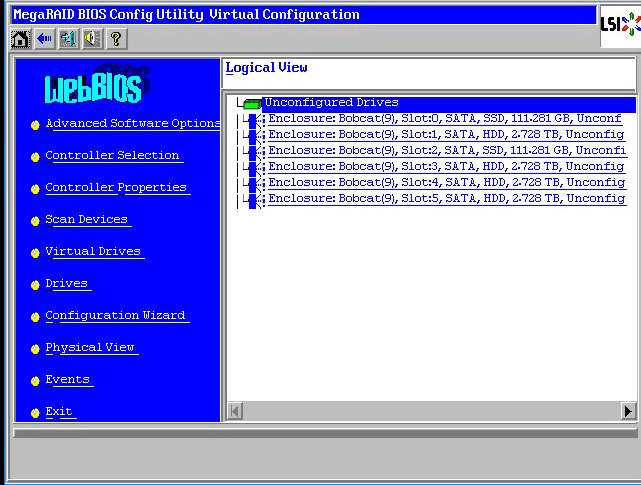 MegaRAID BIOS Config Utility Virtual Configuration
LSI
?
WebBIOS
Logical View
Unconfigured Drives
Enclosure: Bobcat(9), Slot:0, SATA, SSD, 111.281 GB, Unconf
Enclosure: Bobcat(9), Slot:1, SATA, HDD, 2.728 TB, Unconfig
Enclosure: Bobcat(9), Slot:2, SATA, SSD, 111.281 GB, Unconfi
Enclosure: Bobcat(9), Slot:3, SATA, HDD, 2.728 TB, Unconfig
Enclosure: Bobcat(9), Slot:4, SATA, HDD, 2.728 TB, Unconfig
Enclosure: Bobcat(9), Slot:5, SATA, HDD, 2.728 TB, Unconfig
Advanced Software Options
Controller Selection
Controller Properties
Scan Devices
Virtual Drives
Drives
Configuration Wizard
Physical View
Events
Exit